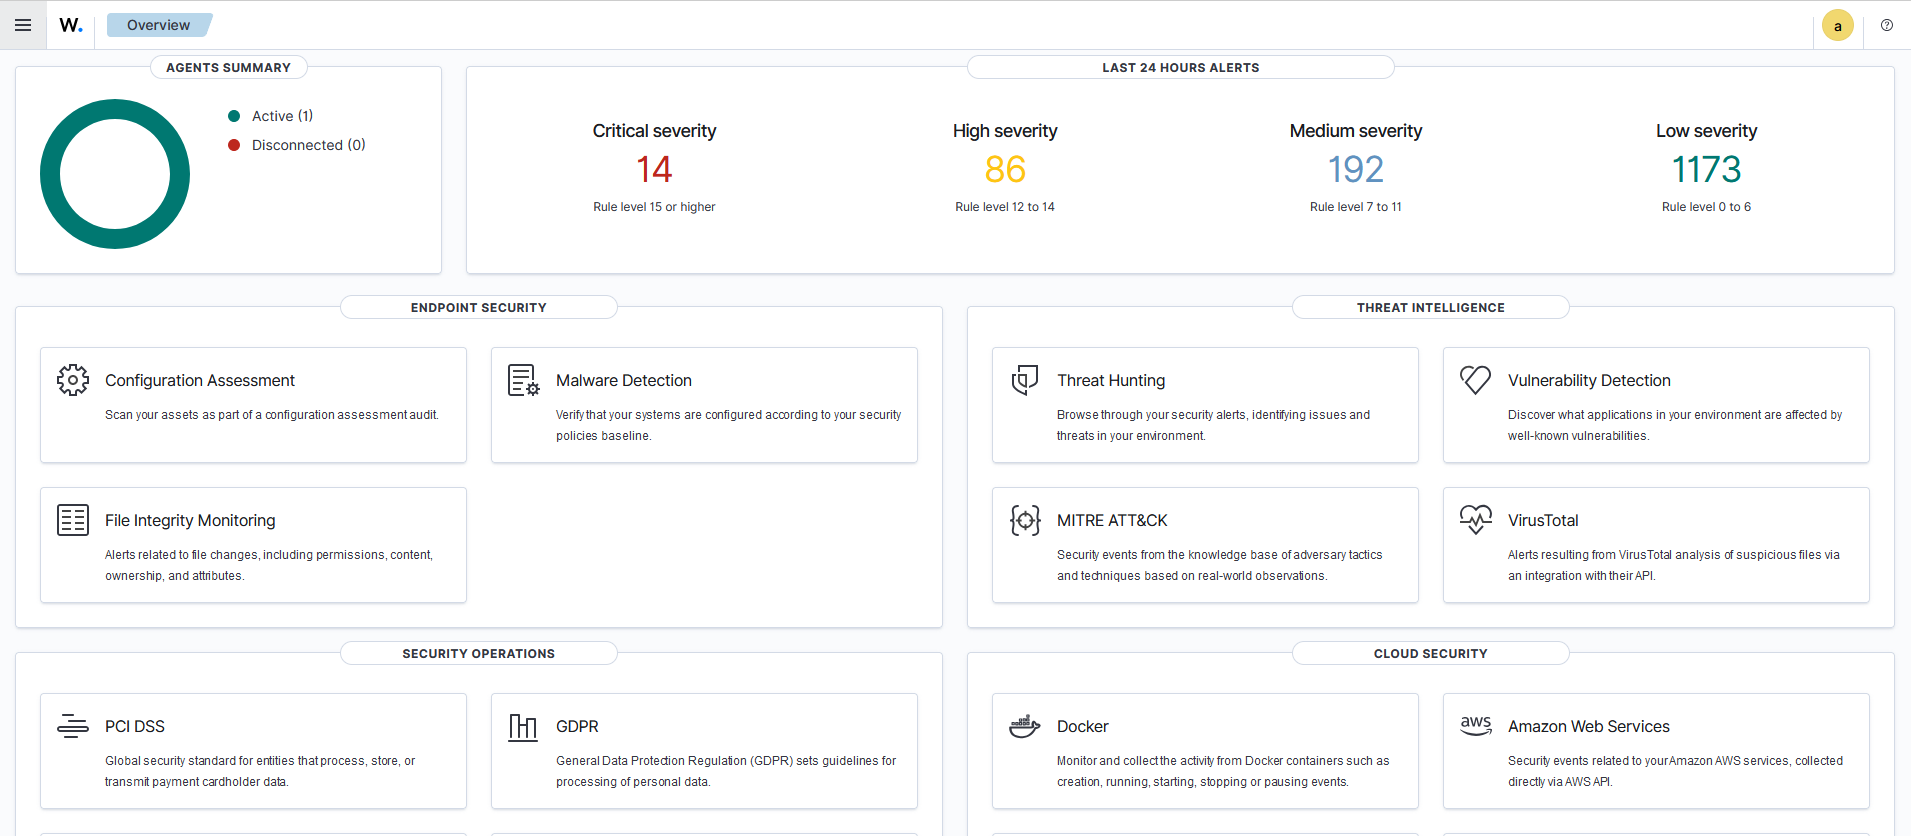 W.
Overview
a
?
AGENTS SUMMARY
Active (1)
Disconnected (0)
LAST 24 HOURS ALERTS
Critical severity
14
Rule level 15 or higher
High severity
86
Rule level 12 to 14
Medium severity
192
Rule level 7 to 11
Low severity
1173
Rule level 0 to 6
ENDPOINT SECURITY
Configuration Assessment
Scan your assets as part of a configuration assessment audit.
Malware Detection
Verify that your systems are configured according to your security
policies baseline.
File Integrity Monitoring
Alerts related to file changes, including permissions, content,
ownership, and attributes.
THREAT INTELLIGENCE
Threat Hunting
Browse through your security alerts, identifying issues and
threats in your environment.
Vulnerability Detection
Discover what applications in your environment are affected by
well-known vulnerabilities.
MITRE ATT&CK
Security events from the knowledge base of adversary tactics
and techniques based on real-world observations.
VirusTotal
Alerts resulting from VirusTotal analysis of suspicious files via
an integration with their API.
SECURITY OPERATIONS
PCI DSS
Global security standard for entities that process, store, or
transmit payment cardholder data.
GDPR
General Data Protection Regulation (GDPR) sets guidelines for
processing of personal data.
CLOUD SECURITY
Docker
Monitor and collect the activity from Docker containers such as
creation, running, starting, stopping or pausing events.
aws
Amazon Web Services
Security events related to your Amazon AWS services, collected
directly via AWS API.